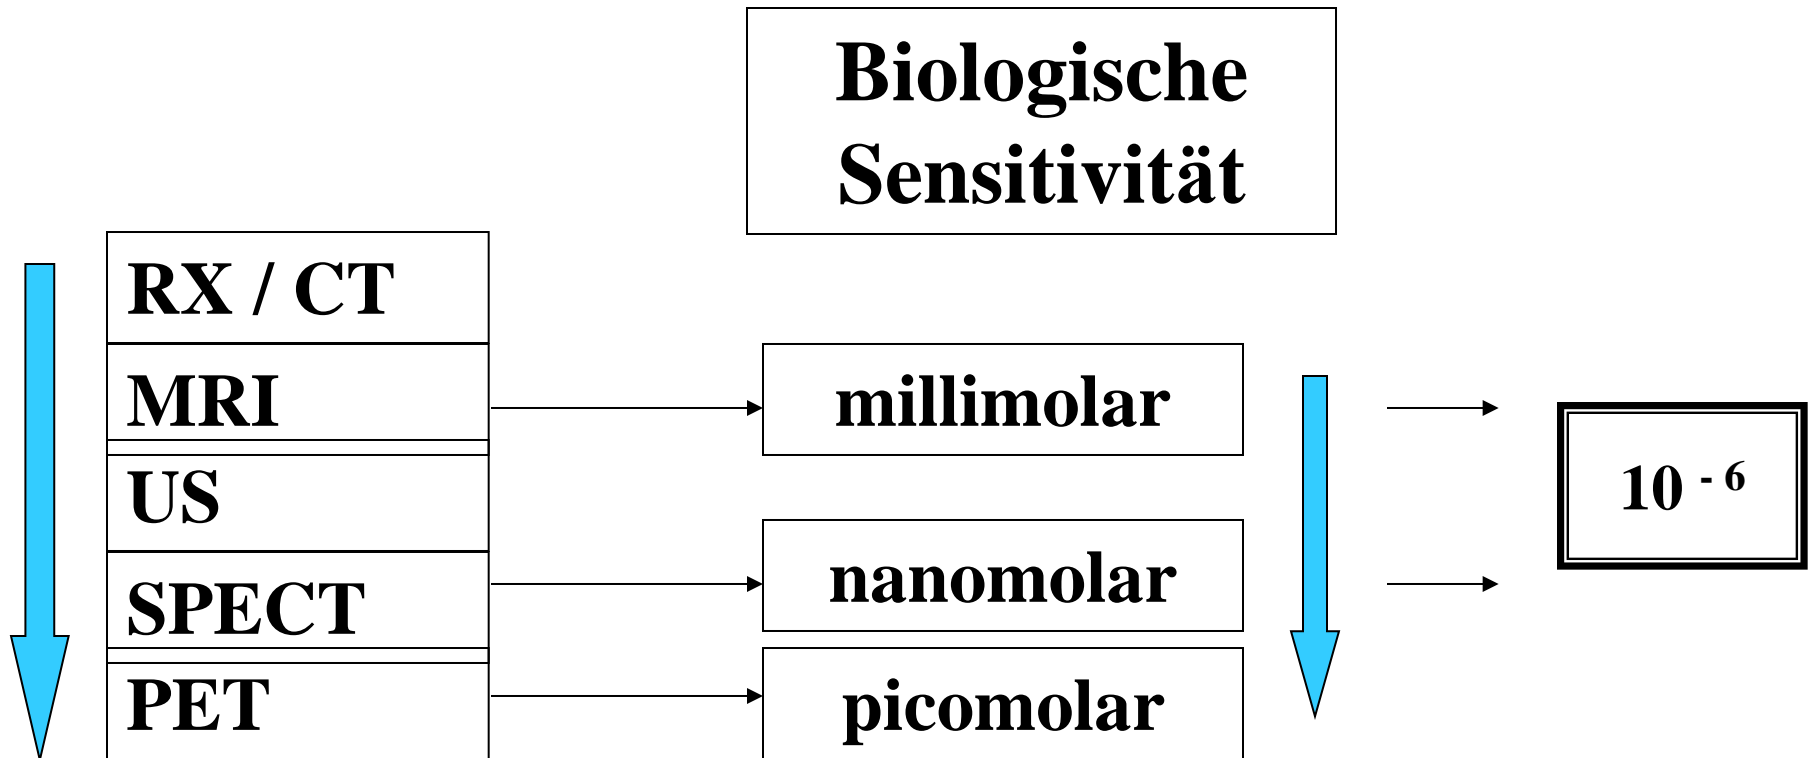 Biologische
Sensitivität
RX / CT
MRI
millimolar
US
10 - 6
SPECT
nanomolar
PET
picomolar